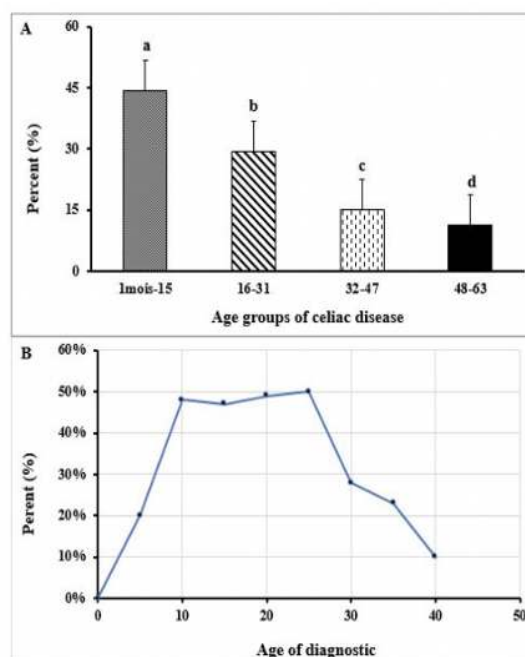 A
60
a
45
b
Percent (%)
30
c
d
15
0
1mois-15 16-31 32-47 48-63
Age groups of celiac disease
B
60%
50%
40%
Perent (%)
30%
20%
10%
0%
0 10 20 30 40 50
Age of diagnostic